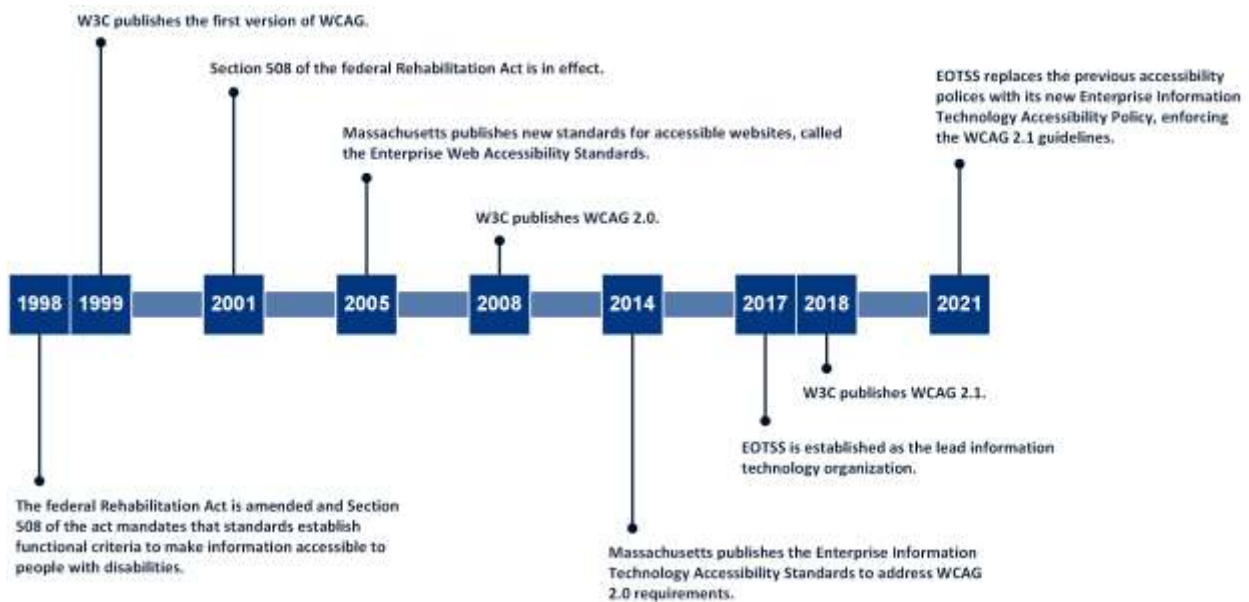 W3C publishes the first version of WCAG.
Section 508 of the federal Rehabilitation Act is in effect.
Massachusetts publishes new standards for accessible websites, called
the Enterprise Web Accessibility Standards.
W3C publishes WCAG 2.0.
EOTSS replaces the previous accessibility
polices with its new Enterprise Information
Technology Accessibility Policy, enforcing
the WCAG 2.1 guidelines.
1998
1999
2001
2005
2008
2014
2017
2018
2021
The federal Rehabilitation Act is amended and Section
508 of the act mandates that standards establish
functional criteria to make information accessible to
people with disabilities.
Massachusetts publishes the Enterprise Information
Technology Accessibility Standards to address WCAG
2.0 requirements.
EOTSS is established as the lead information
technology organization.
W3C publishes WCAG 2.1.